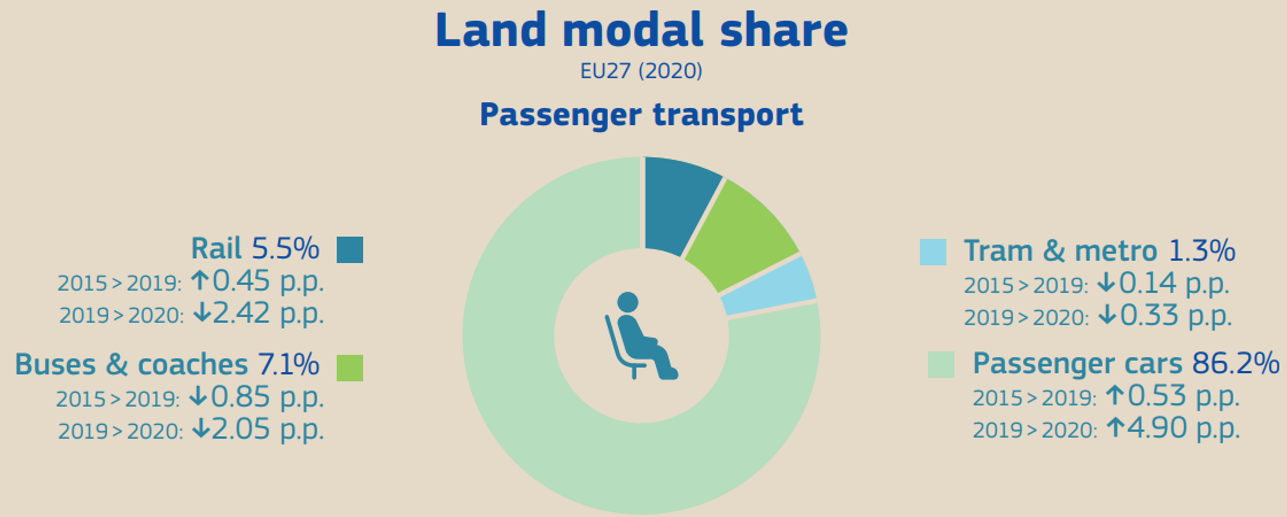 Land modal share
EU27 (2020)
Passenger transport
Rail 5.5%
2015 > 2019: ↑0.45 p.p.
2019 > 2020: ↓2.42 p.p.
Buses & coaches 7.1%
2015 > 2019: ↓0.85 p.p.
2019 > 2020: ↓2.05 p.p.
Tram & metro 1.3%
2015 > 2019: ↓0.14 p.p.
2019 > 2020: ↓0.33 p.p.
Passenger cars 86.2%
2015 > 2019: ↑0.53 p.p.
2019 > 2020: ↑4.90 p.p.